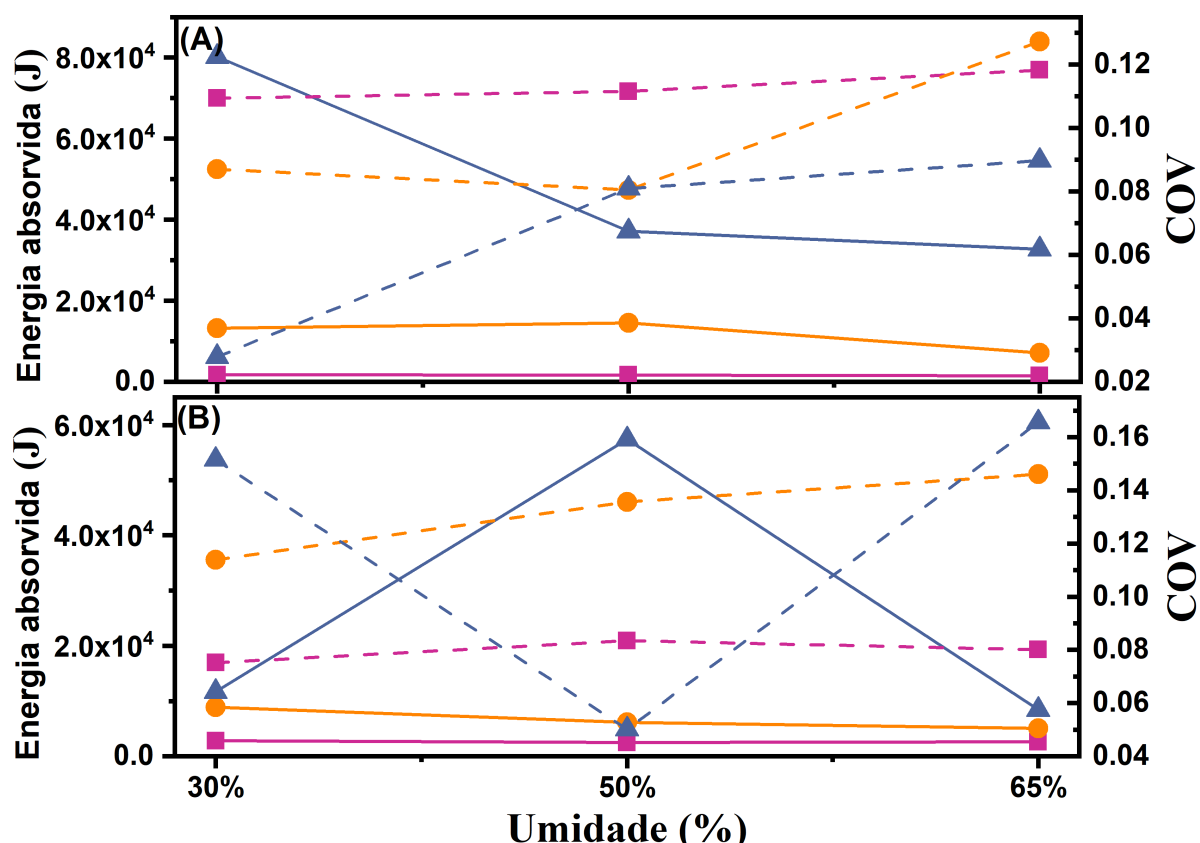 (A)
Energia absorvida (J)
8.0x10⁴
6.0x10⁴
4.0x10⁴
2.0x10⁴
0.0
0.12
0.10
0.08
0.06
0.04
0.02
COV
(B)
Energia absorvida (J)
6.0x10⁴
4.0x10⁴
2.0x10⁴
0.0
0.16
0.14
0.12
0.10
0.08
0.06
0.04
COV
30% 50% 65%
Umidade (%)